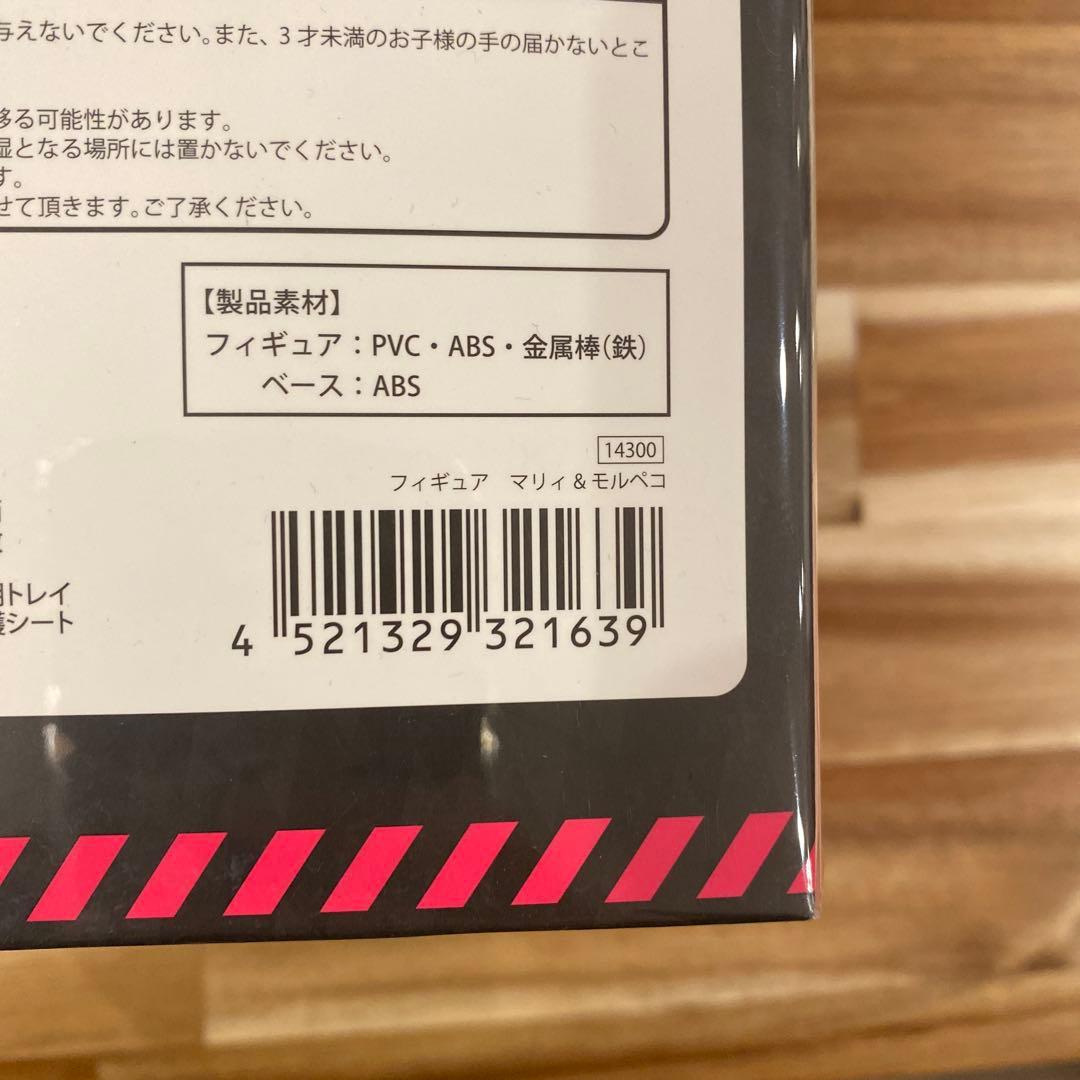 与えないでください。また、3才未満のお子様の手の届かないとこ
移る可能性があります。
湿となる場所には置かないでください。
す。
せて頂きます。ご了承ください。
【製品素材】
フィギュア：PVC・ABS・金属棒（鉄）
ベース：ABS
14300
フィギュア　マリィ＆モルペコ
トレイ
シート
4 521329 321639